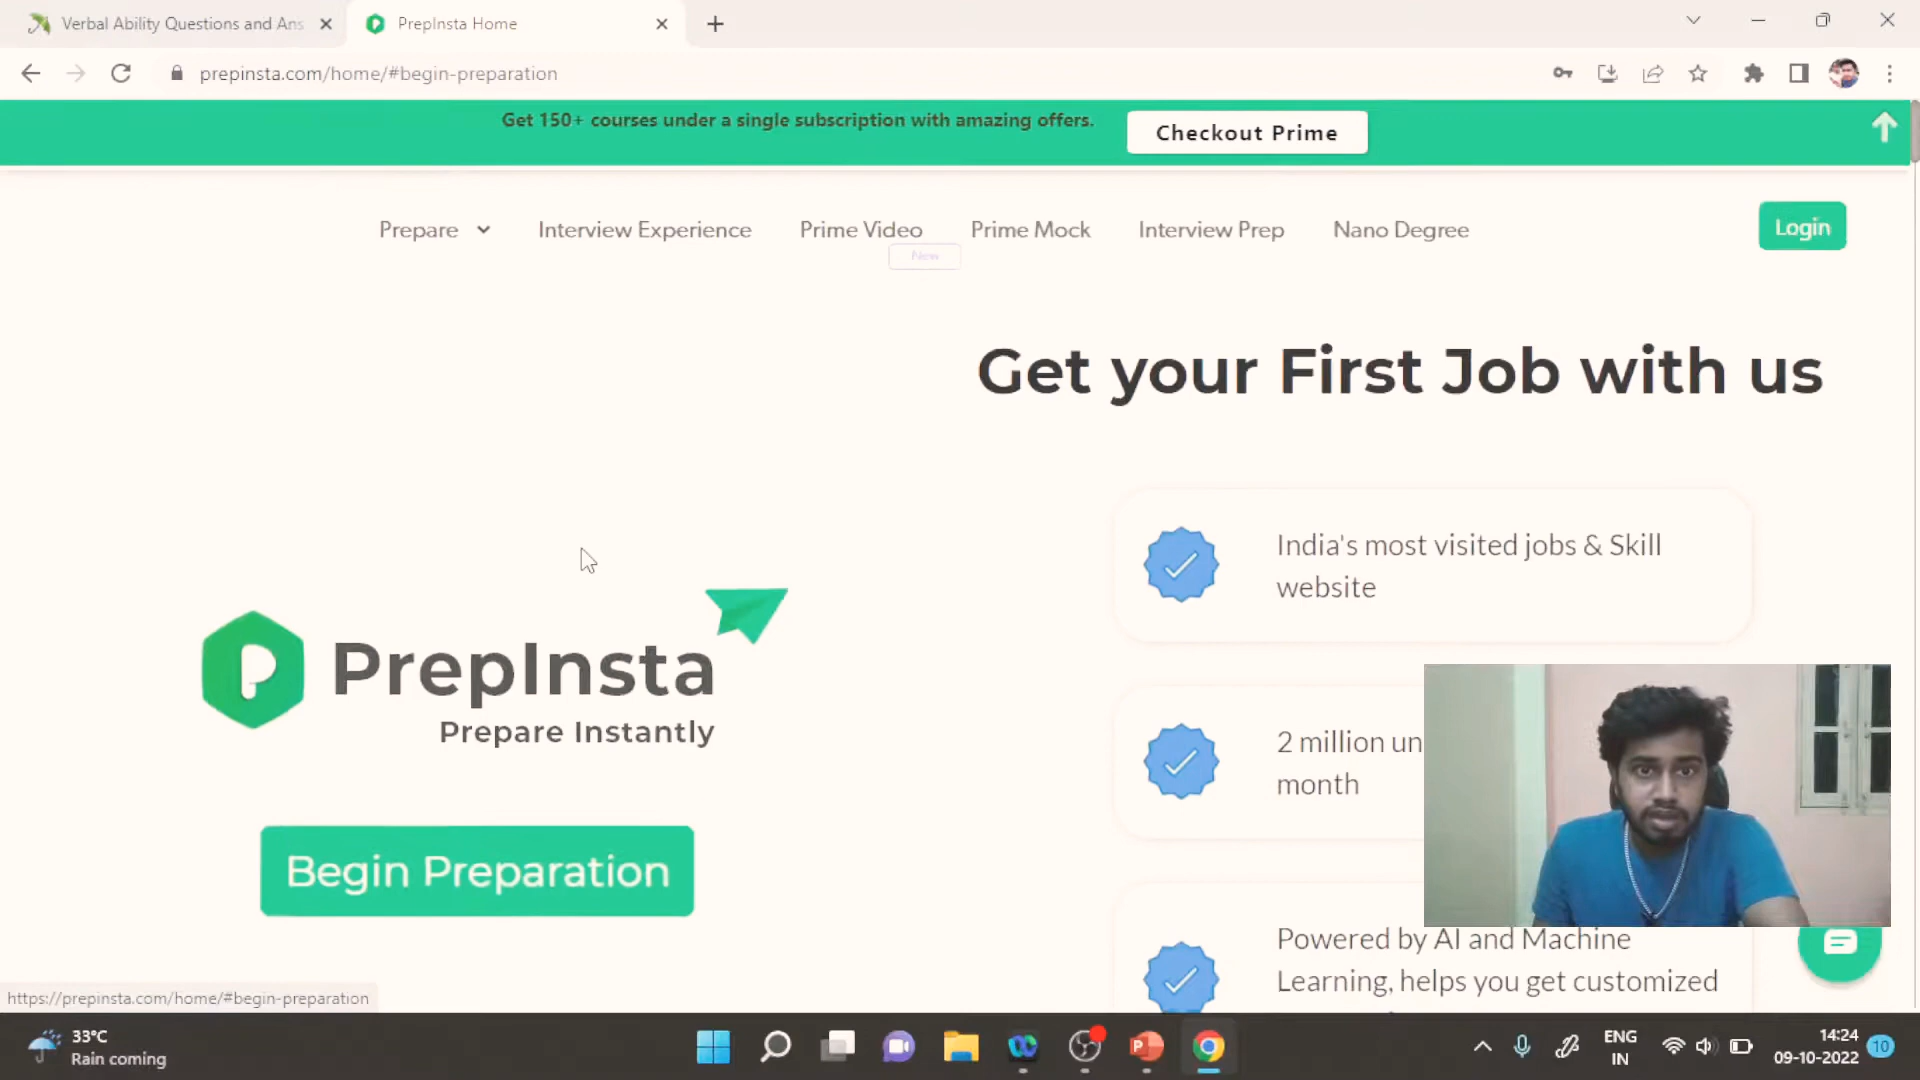 Verbal Ability Questions and Ans
PrepInsta Home
prepinsta.com/home/#begin-preparation
Get 150+ courses under a single subscription with amazing offers.
Checkout Prime
Prepare
Interview Experience
Prime Video
Prime Mock
Interview Prep
Nano Degree
Login
New
Get your First Job with us
India's most visited jobs & Skill
website
PrepInsta
Prepare Instantly
2 million un
month
Begin Preparation
Powered by AI and Machine
Learning, helps you get customized
https://prepinsta.com/home/#begin-preparation
33°C
Rain coming
ENG
IN
14:24
09-10-2022
10